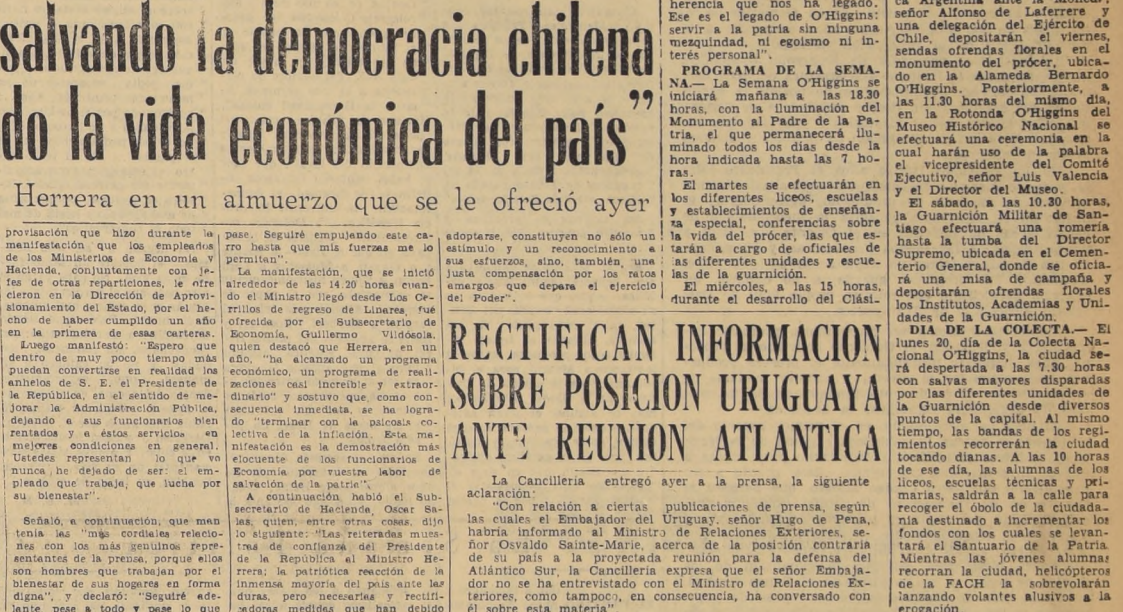 salvando la democracia chilena
do la vida económica del país”
Herrera en un almuerzo que se le ofreció ayer
provisación que hizo durante la
manifestación que los empleados
de los Ministerios de Economía y
Hacienda, conjuntamente con je-
fes de otras reparticiones, le ofre
cieron en la Dirección de Aprovi-
sionamiento del Estado, por el he-
cho de haber cumplido un año
en la primera de esas carteras.
Luego manifestó: "Espero que
dentro de muy poco tiempo más
puedan convertirse en realidad los
anhelos de S. E. el Presidente de
la República, en el sentido de me-
jorar la Administración Pública,
dejando a sus funcionarios bien
rentados y a éstos servicios en
mejores condiciones en general
Ustedes representan lo que yo
nunca he dejado de ser: el em-
pleado que trabaja, que lucha por
su bienestar".
Señaló, a continuación, que man
tenía las "más cordiales relacio-
nes con los más genuinos repre-
sentantes de la prensa, porque ellos
son hombres que trabajan por el
bienestar de sus hogares en forma
digna", y declaró: "Seguiré ade-
lante pese a todo y pase lo que
pase. Seguiré empujando este ca-
rro hasta que mis fuerzas me lo
permitan".
La manifestación, que se inició
alrededor de las 14.20 horas cuan-
do el Ministro llegó desde Los Ce-
rrillos de regreso de Linares, fué
ofrecida por el Subsecretario de
Economía, Guillermo Vildósola,
quien destacó que Herrera, en un
año, "ha alcanzado un programa
económico, un programa de reali-
zaciones casi increíble y extraor-
dinario" y sostuvo que, como con-
secuencia inmediata, se ha logra-
do "terminar con la psicosis co-
lectiva de la inflación. Esta ma-
nifestación es la demostración más
elocuente de los funcionarios de
Economía por vuestra labor de
salvación de la patria".
A continuación habló el Sub-
secretario de Hacienda, Oscar Sa-
las, quien, entre otras cosas, dijo
lo siguiente: "Las reiteradas mues-
tras de confianza del Presidente
de la República al Ministro He-
rrera; la patriótica reacción de la
inmensa mayoría del país ante las
duras, pero necesarias y rectifi-
cadoras medidas que han debido
adoptarse, constituyen no sólo un
estímulo y un reconocimiento a
sus esfuerzos, sino, también, una
justa compensación por los ratos
amargos que depara el ejercicio
del Poder".
RECTIFICAN INFORMACION
SOBRE POSICION URUGUAYA
ANTE REUNION ATLANTICA
La Cancillería entregó ayer a la prensa, la siguiente
aclaración:
"Con relación a ciertas publicaciones de prensa, según
las cuales el Embajador del Uruguay, señor Hugo de Pena,
habría informado al Ministro de Relaciones Exteriores, se-
ñor Osvaldo Sainte-Marie, acerca de la posición contraria
de su país a la proyectada reunión para la defensa del
Atlántico Sur, la Cancillería expresa que el señor Embaja-
dor no se ha entrevistado con el Ministro de Relaciones Ex-
teriores, como tampoco, en consecuencia, ha conversado con
él sobre esta materia".
herencia que nos ha legado.
Ese es el legado de O'Higgins:
servir a la patria sin ninguna
mezquindad, ni egoísmo ni in-
terés personal".
PROGRAMA DE LA SEMA-
NA.— La Semana O'Higgins se
iniciará mañana a las 18.30
horas, con la iluminación del
Monumento al Padre de la Pa-
tria, el que permanecerá ilu-
minado todos los días desde la
hora indicada hasta las 7 ho-
ras.
El martes se efectuarán en
los diferentes liceos, escuelas
y establecimientos de enseñan-
za especial, conferencias sobre
la vida del prócer, las que es-
tarán a cargo de oficiales de
las diferentes unidades y escue-
las de la guarnición.
El miércoles, a las 15 horas,
durante el desarrollo del Clási-
ca Argentina ante la
señor Alfonso de Laferrere y
una delegación del Ejército de
Chile, depositarán el viernes,
sendas ofrendas florales en el
monumento del prócer, ubica-
do en la Alameda Bernardo
O'Higgins. Posteriormente, a
las 11.30 horas del mismo día,
en la Rotonda O'Higgins del
Museo Histórico Nacional se
efectuará una ceremonia en la
cual harán uso de la palabra
el vicepresidente del Comité
Ejecutivo, señor Luis Valencia
y el Director del Museo.
El sábado, a las 10.30 horas,
la Guarnición Militar de San-
tiago efectuará una romería
hasta la tumba del Director
Supremo, ubicada en el Cemen-
terio General, donde se oficia-
rá una misa de campaña y
depositarán ofrendas florales
los Institutos, Academias y Uni-
dades de la Guarnición.
DIA DE LA COLECTA.— El
lunes 20, día de la Colecta Na-
cional O'Higgins, la ciudad se-
rá despertada a las 7.30 horas
con salvas mayores disparadas
por las diferentes unidades de
la Guarnición desde diversos
puntos de la capital. Al mismo
tiempo, las bandas de los regi-
mientos recorrerán la ciudad
tocando dianas. A las 10 horas
de ese día, las alumnas de los
liceos, escuelas técnicas y pri-
marias, saldrán a la calle para
recoger el óbolo de la ciudada-
nía destinado a incrementar los
fondos con los cuales se levan-
tará el Santuario de la Patria.
Mientras las jóvenes alumnas
recorran la ciudad, helicópteros
de la FACH la sobrevolarán
lanzando volantes alusivos a la
erogación